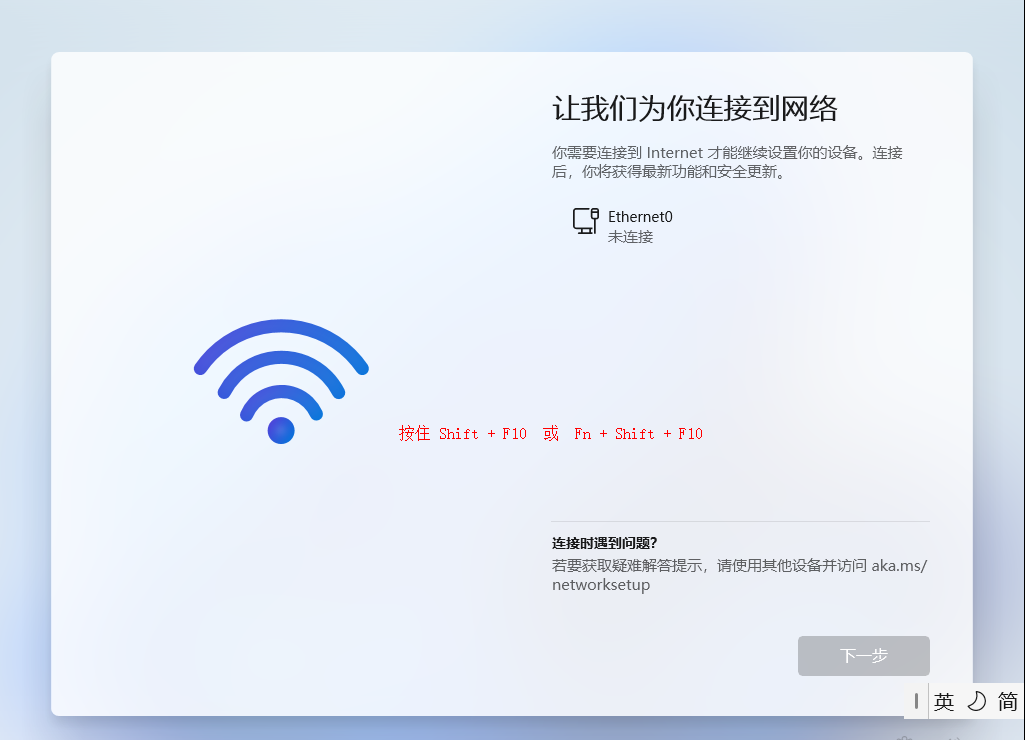 让我们为你连接到网络
你需要连接到 Internet 才能继续设置你的设备。连接
后，你将获得最新功能和安全更新。
Ethernet0
未连接
按住 Shift + F10 或 Fn + Shift + F10
连接时遇到问题?
若要获取疑难解答提示，请使用其他设备并访问 aka.ms/
networksetup
下一步
英 简